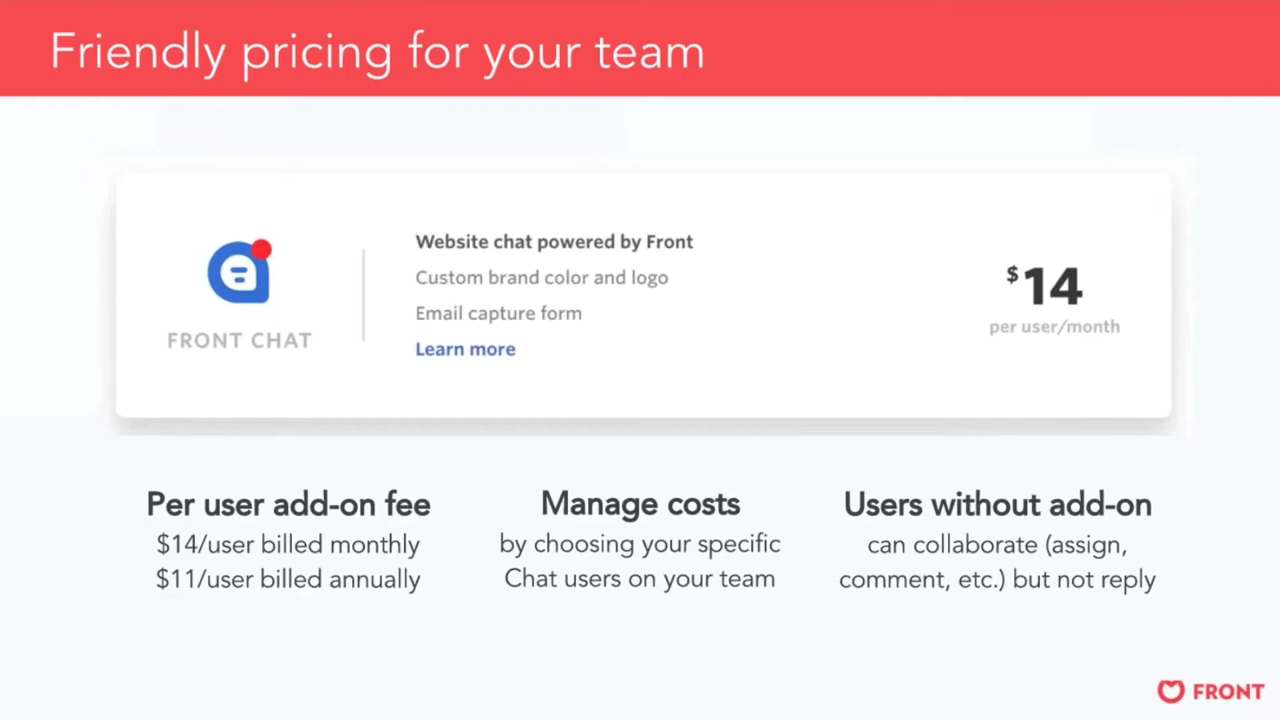 Friendly pricing for your team
FRONT CHAT
Website chat powered by Front
Custom brand color and logo
Email capture form
Learn more
$14
per user/month
Per user add-on fee
$14/user billed monthly
$11/user billed annually
Manage costs
by choosing your specific
Chat users on your team
Users without add-on
can collaborate (assign,
comment, etc.) but not reply
FRONT